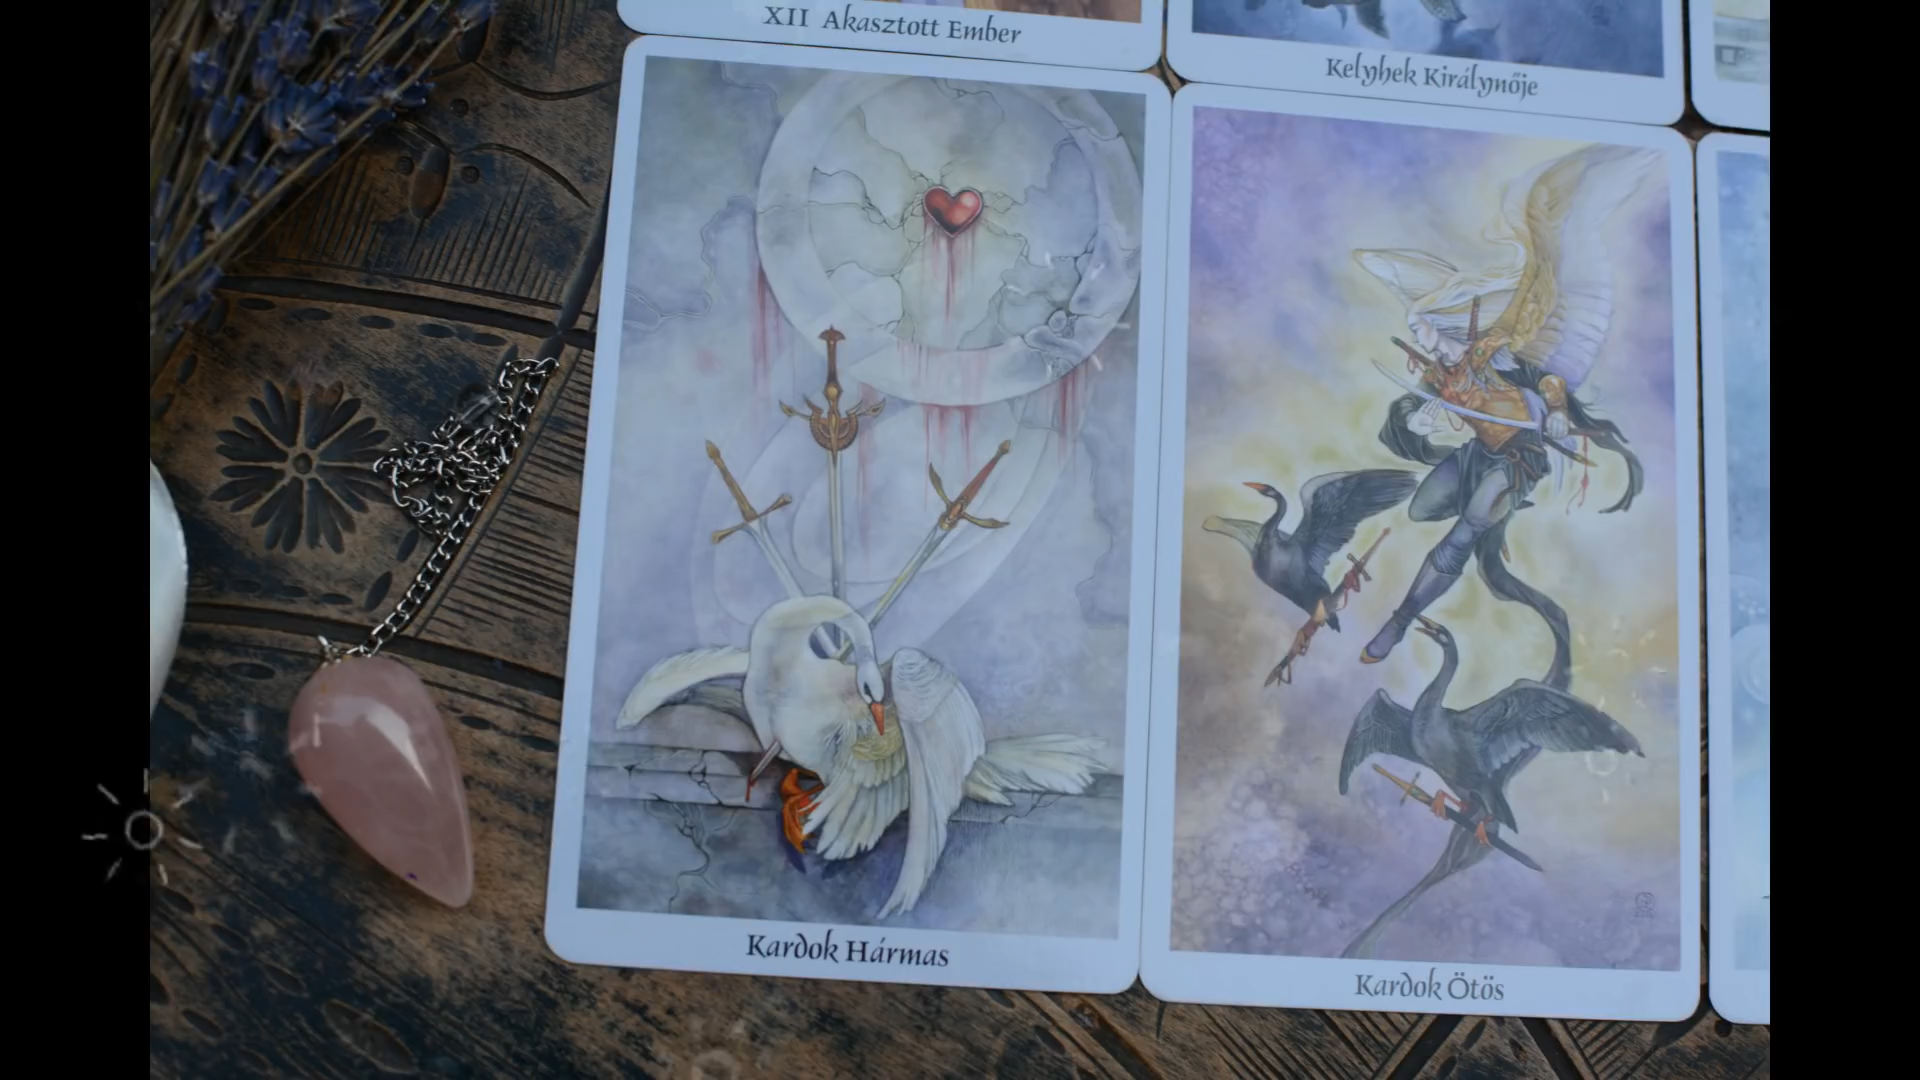 XII Akasztott Ember
Kelyhek Királynője
Kardok Hármas
Kardok Ötös